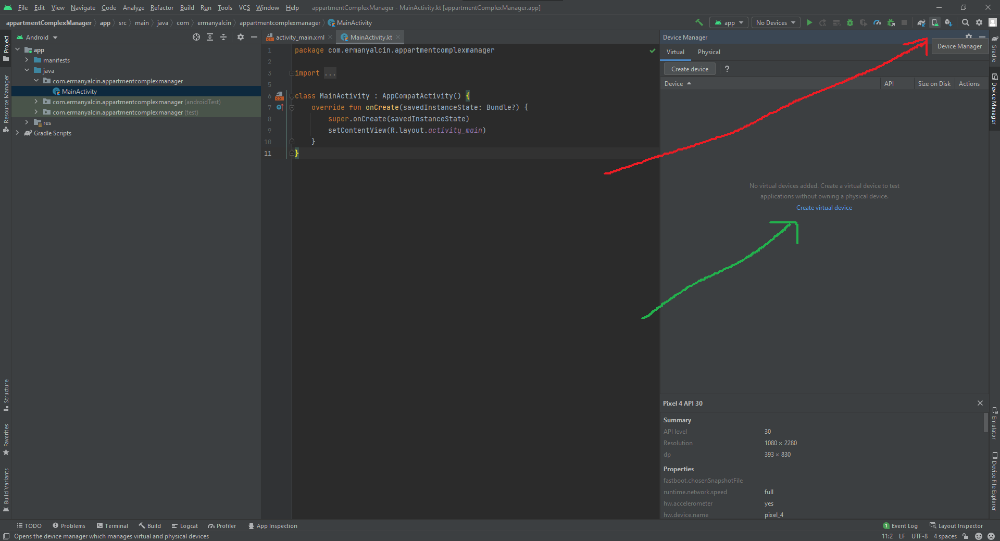 File Edit View Navigate Code Analyze Refactor Build Run Tools VCS Window Help appartmentComplexManager - MainActivity.kt [appartmentComplexManager.app]
appartmentComplexManager app src main java com ermanyalcin appartmentcomplexmanager MainActivity app No Devices
Project
Resource Manager
Structure
Favorites
Build Variants
Android
app
manifests
java
com.ermanyalcin.appartmentcomplexmanager
MainActivity
com.ermanyalcin.appartmentcomplexmanager (androidTest)
com.ermanyalcin.appartmentcomplexmanager (test)
res
Gradle Scripts
activity_main.xml MainActivity.kt
1 package com.ermanyalcin.appartmentcomplexmanager
2
3 import ...
5
6 class MainActivity : AppCompatActivity() {
7 override fun onCreate(savedInstanceState: Bundle?) {
8 super.onCreate(savedInstanceState)
9 setContentView(R.layout.activity_main)
10 }
11 }
Device Manager
Device Manager
Virtual Physical
Create device ?
Device API Size on Disk Actions
No virtual devices added. Create a virtual device to test
applications without owning a physical device.
Create virtual device
Pixel 4 API 30
Summary
API level 30
Resolution 1080 × 2280
dp 393 × 830
Properties
fastboot.chosenSnapshotFile
runtime.network.speed full
hw.accelerometer yes
hw.device.name pixel_4
Gradle
Device Manager
Emulator
Device File Explorer
TODO Problems Terminal Build Logcat Profiler App Inspection 1 Event Log Layout Inspector
Opens the device manager which manages virtual and physical devices 11:2 LF UTF-8 4 spaces